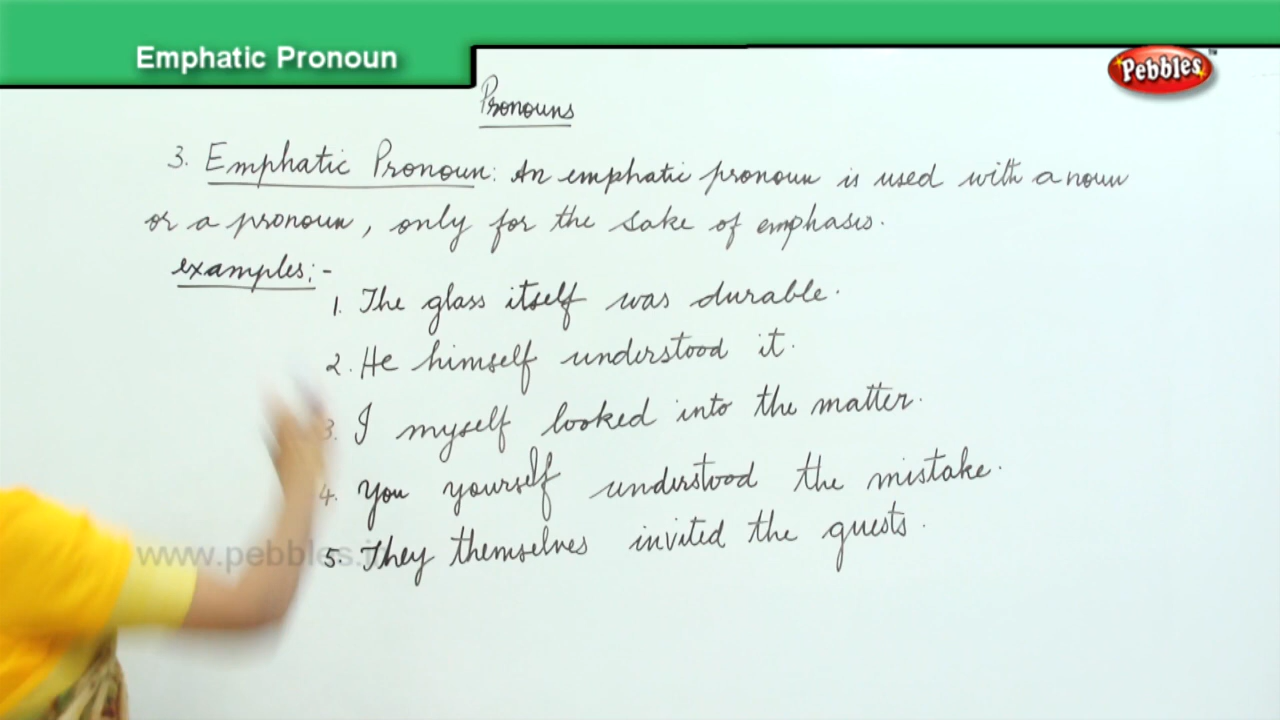 Emphatic Pronoun
Pebbles™
Pronouns
3. Emphatic Pronoun: An emphatic pronoun is used with a noun
or a pronoun, only for the sake of emphasis.
examples:-
1. The glass itself was durable.
2. He himself understood it.
3. I myself looked into the matter.
4. You yourself understood the mistake.
5. They themselves invited the guests.
www.pebbles.